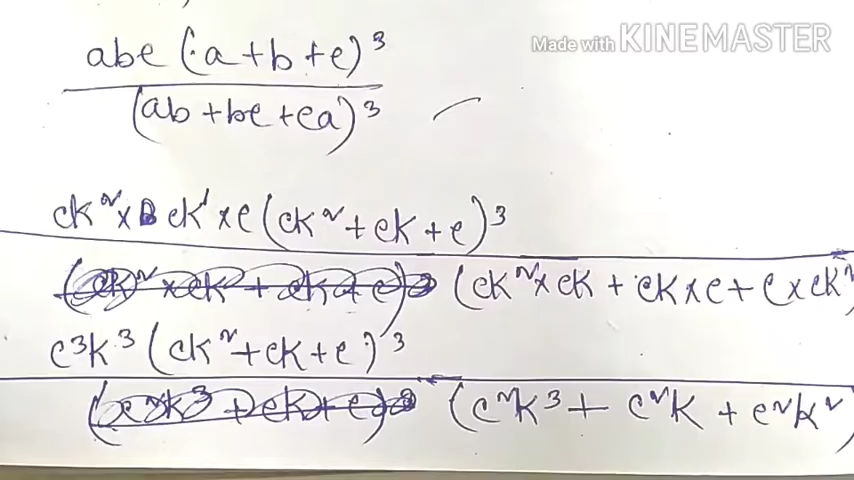 Made with KINEMASTER
abc (a+b+c)³
(ab+bc+ca)³
ck²×ck×c(ck²+ck+c)³
(ck²×ck+ck×c+c×ck²
c³k³(ck²+ck+c)³
(c²k³+c²k+c²k²)